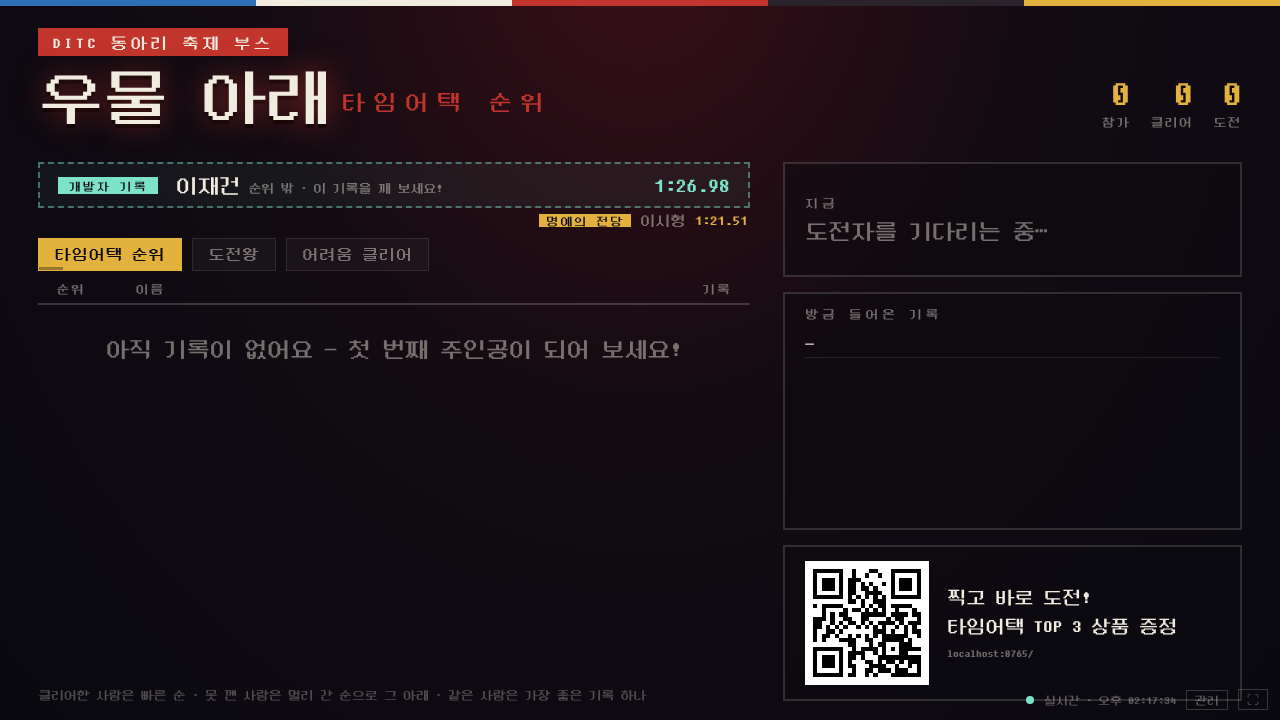 DITC 동아리 축제 부스
우물 아래 타임어택 순위
0 0 0
참가 클리어 도전
개발자 기록 이재건 순위 밖 · 이 기록을 깨 보세요! 1:26.98
명예의 전당 이시형 1:21.51
타임어택 순위 도전왕 어려움 클리어
순위 이름 기록
아직 기록이 없어요 – 첫 번째 주인공이 되어 보세요!
지금
도전자를 기다리는 중…
방금 들어온 기록
–
찍고 바로 도전!
타임어택 TOP 3 상품 증정
localhost:8765/
클리어한 사람은 빠른 순 · 못 깬 사람은 멀리 간 순으로 그 아래 · 같은 사람은 가장 좋은 기록 하나
실시간 · 오후 02:17:34 관리